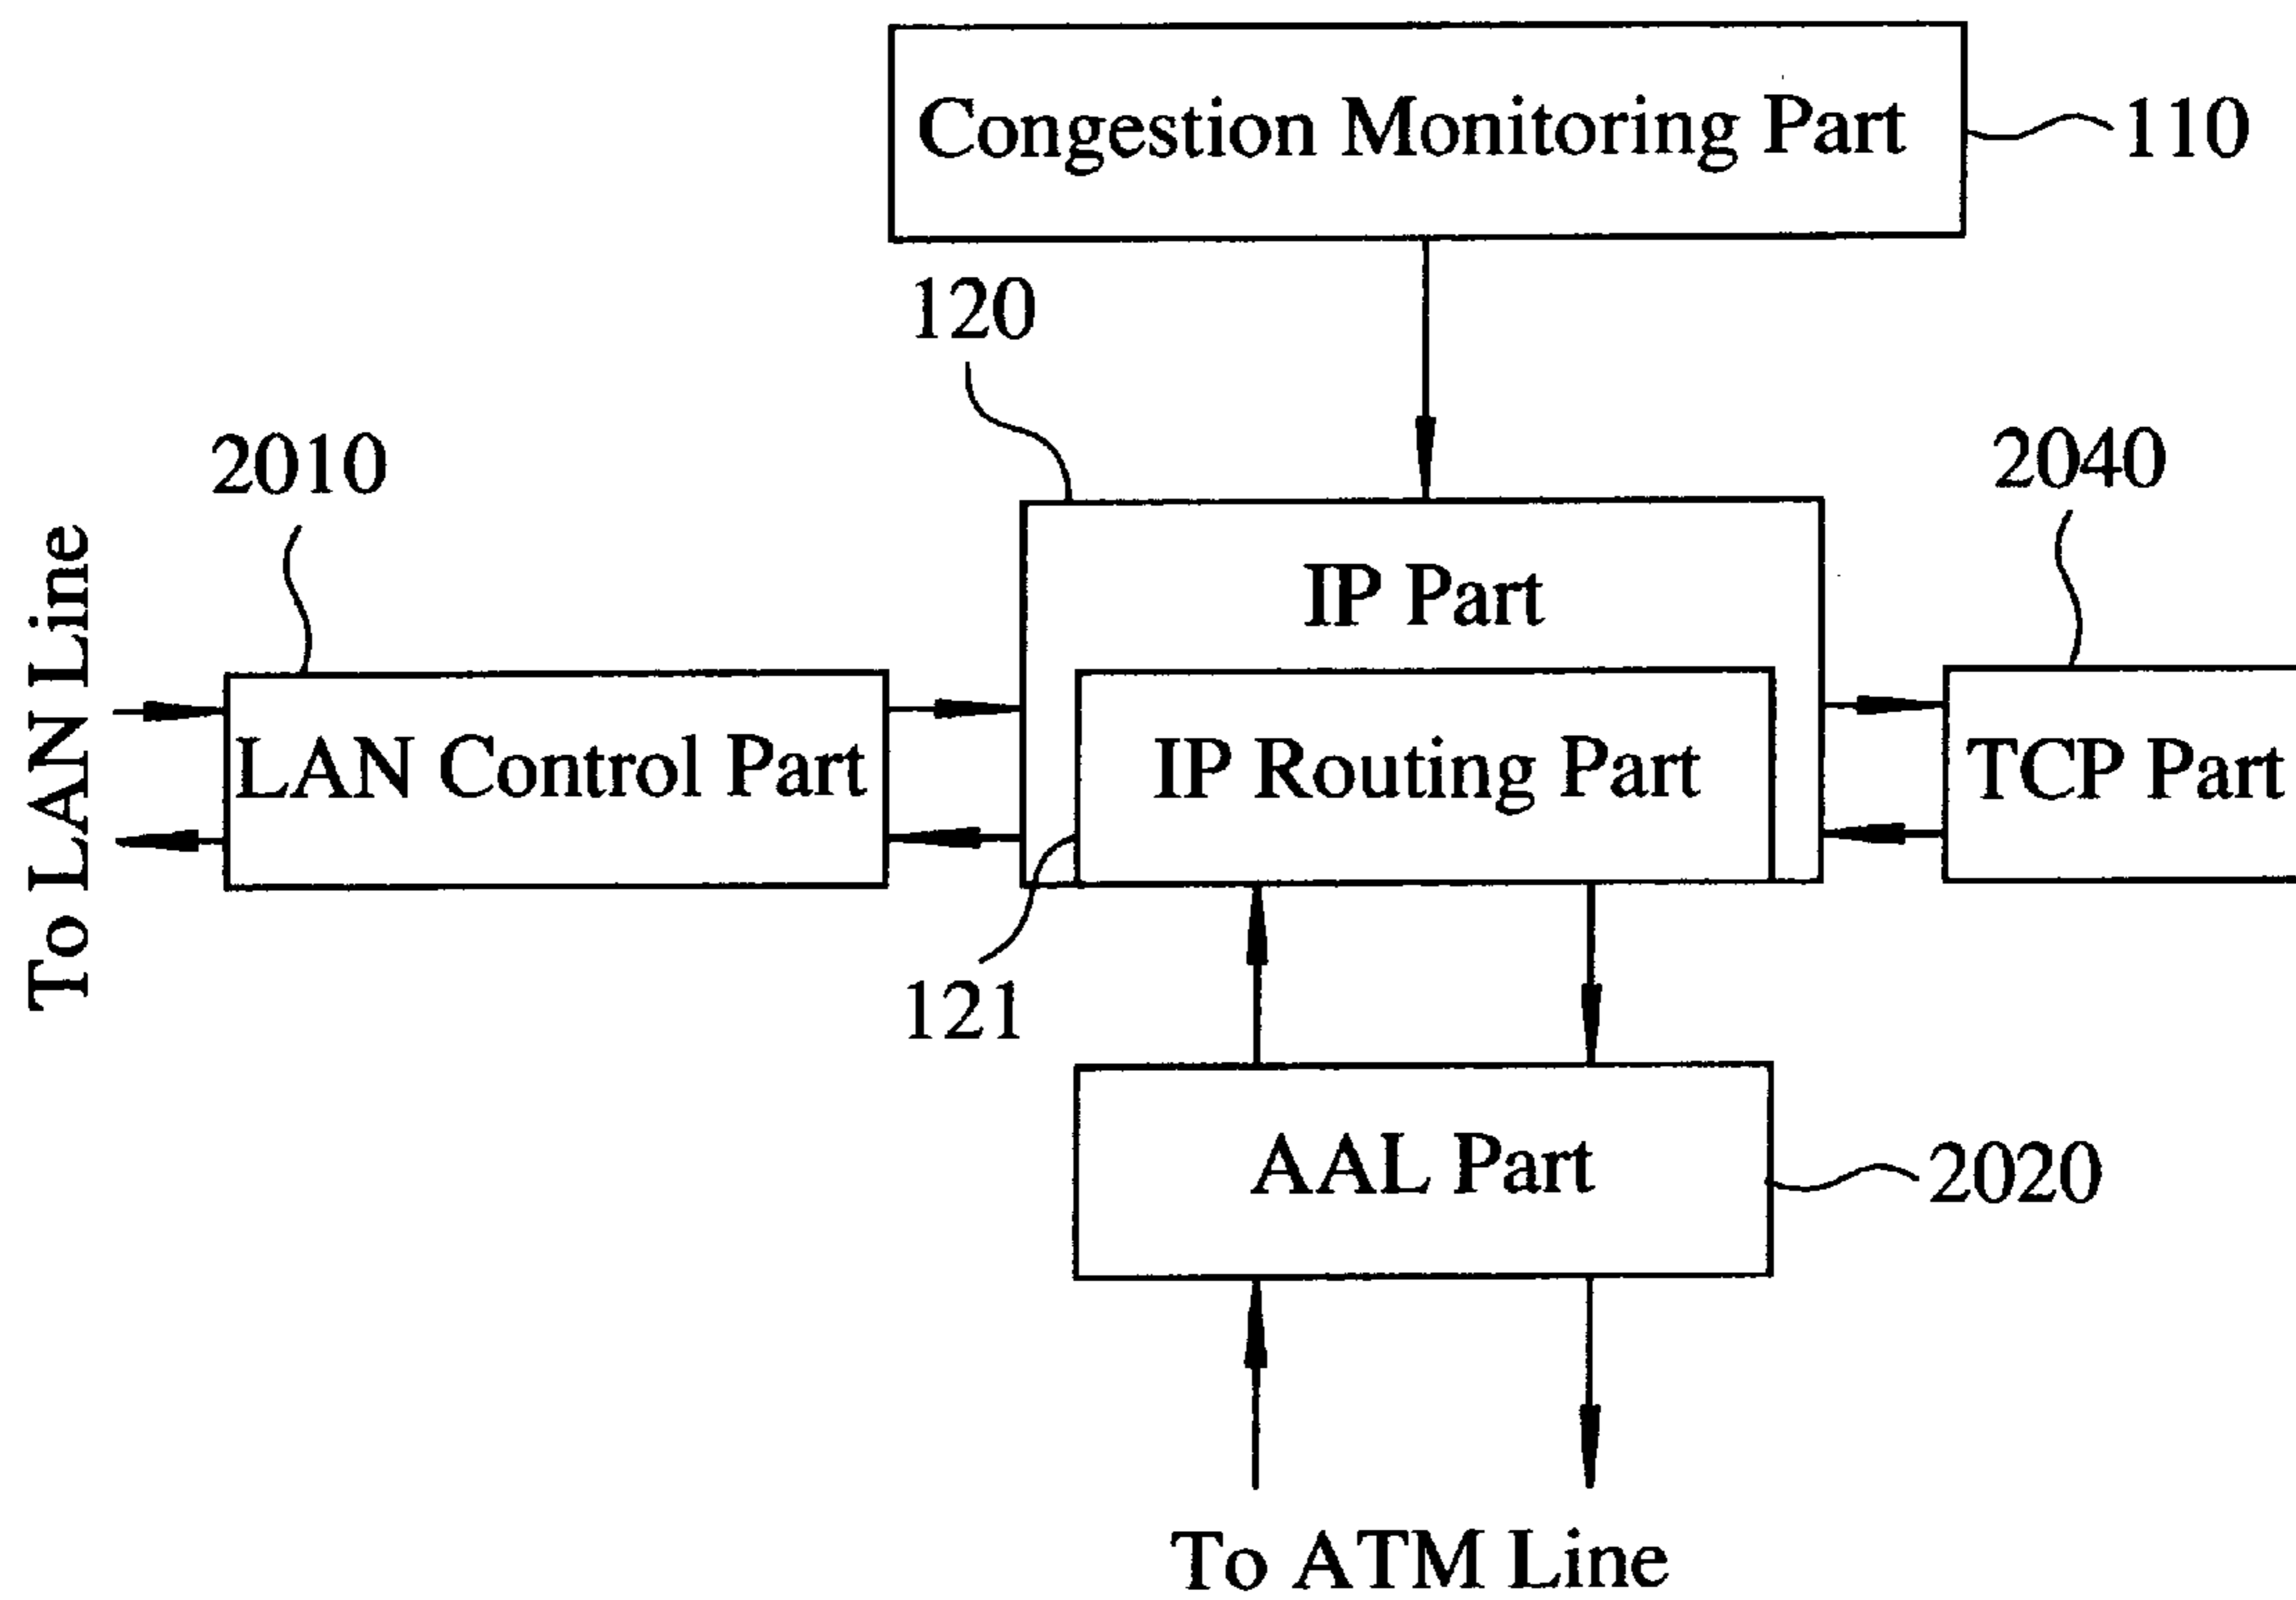 Congestion Monitoring Part
110
120
2010
2040
To LAN Line
IP Part
LAN Control Part
IP Routing Part
TCP Part
121
AAL Part
2020
To ATM Line